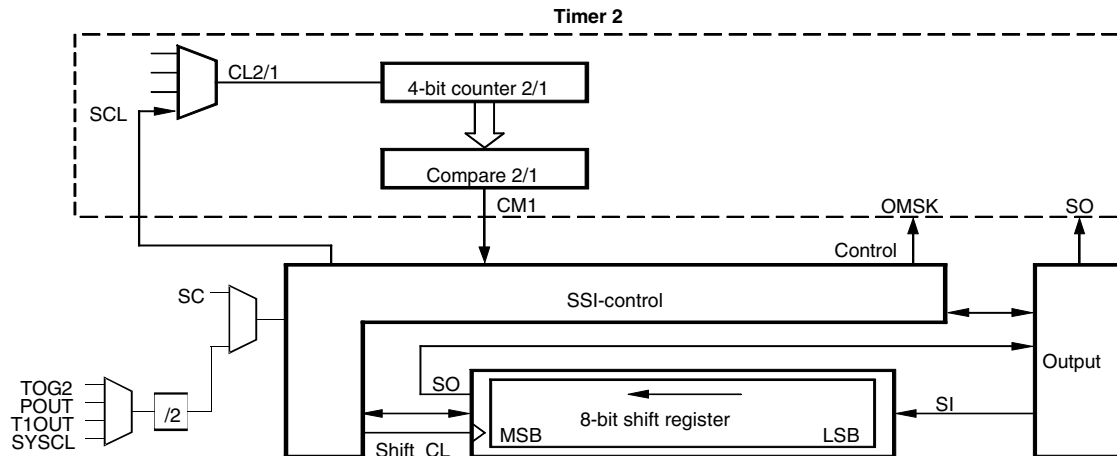 Timer 2
CL2/1
4-bit counter 2/1
SCL
Compare 2/1
CM1
OMSK
SO
Control
SC
SSI-control
Output
TOG2
POUT
T1OUT
SYSCL
/2
SO
8-bit shift register
SI
MSB
LSB
Shift_CL